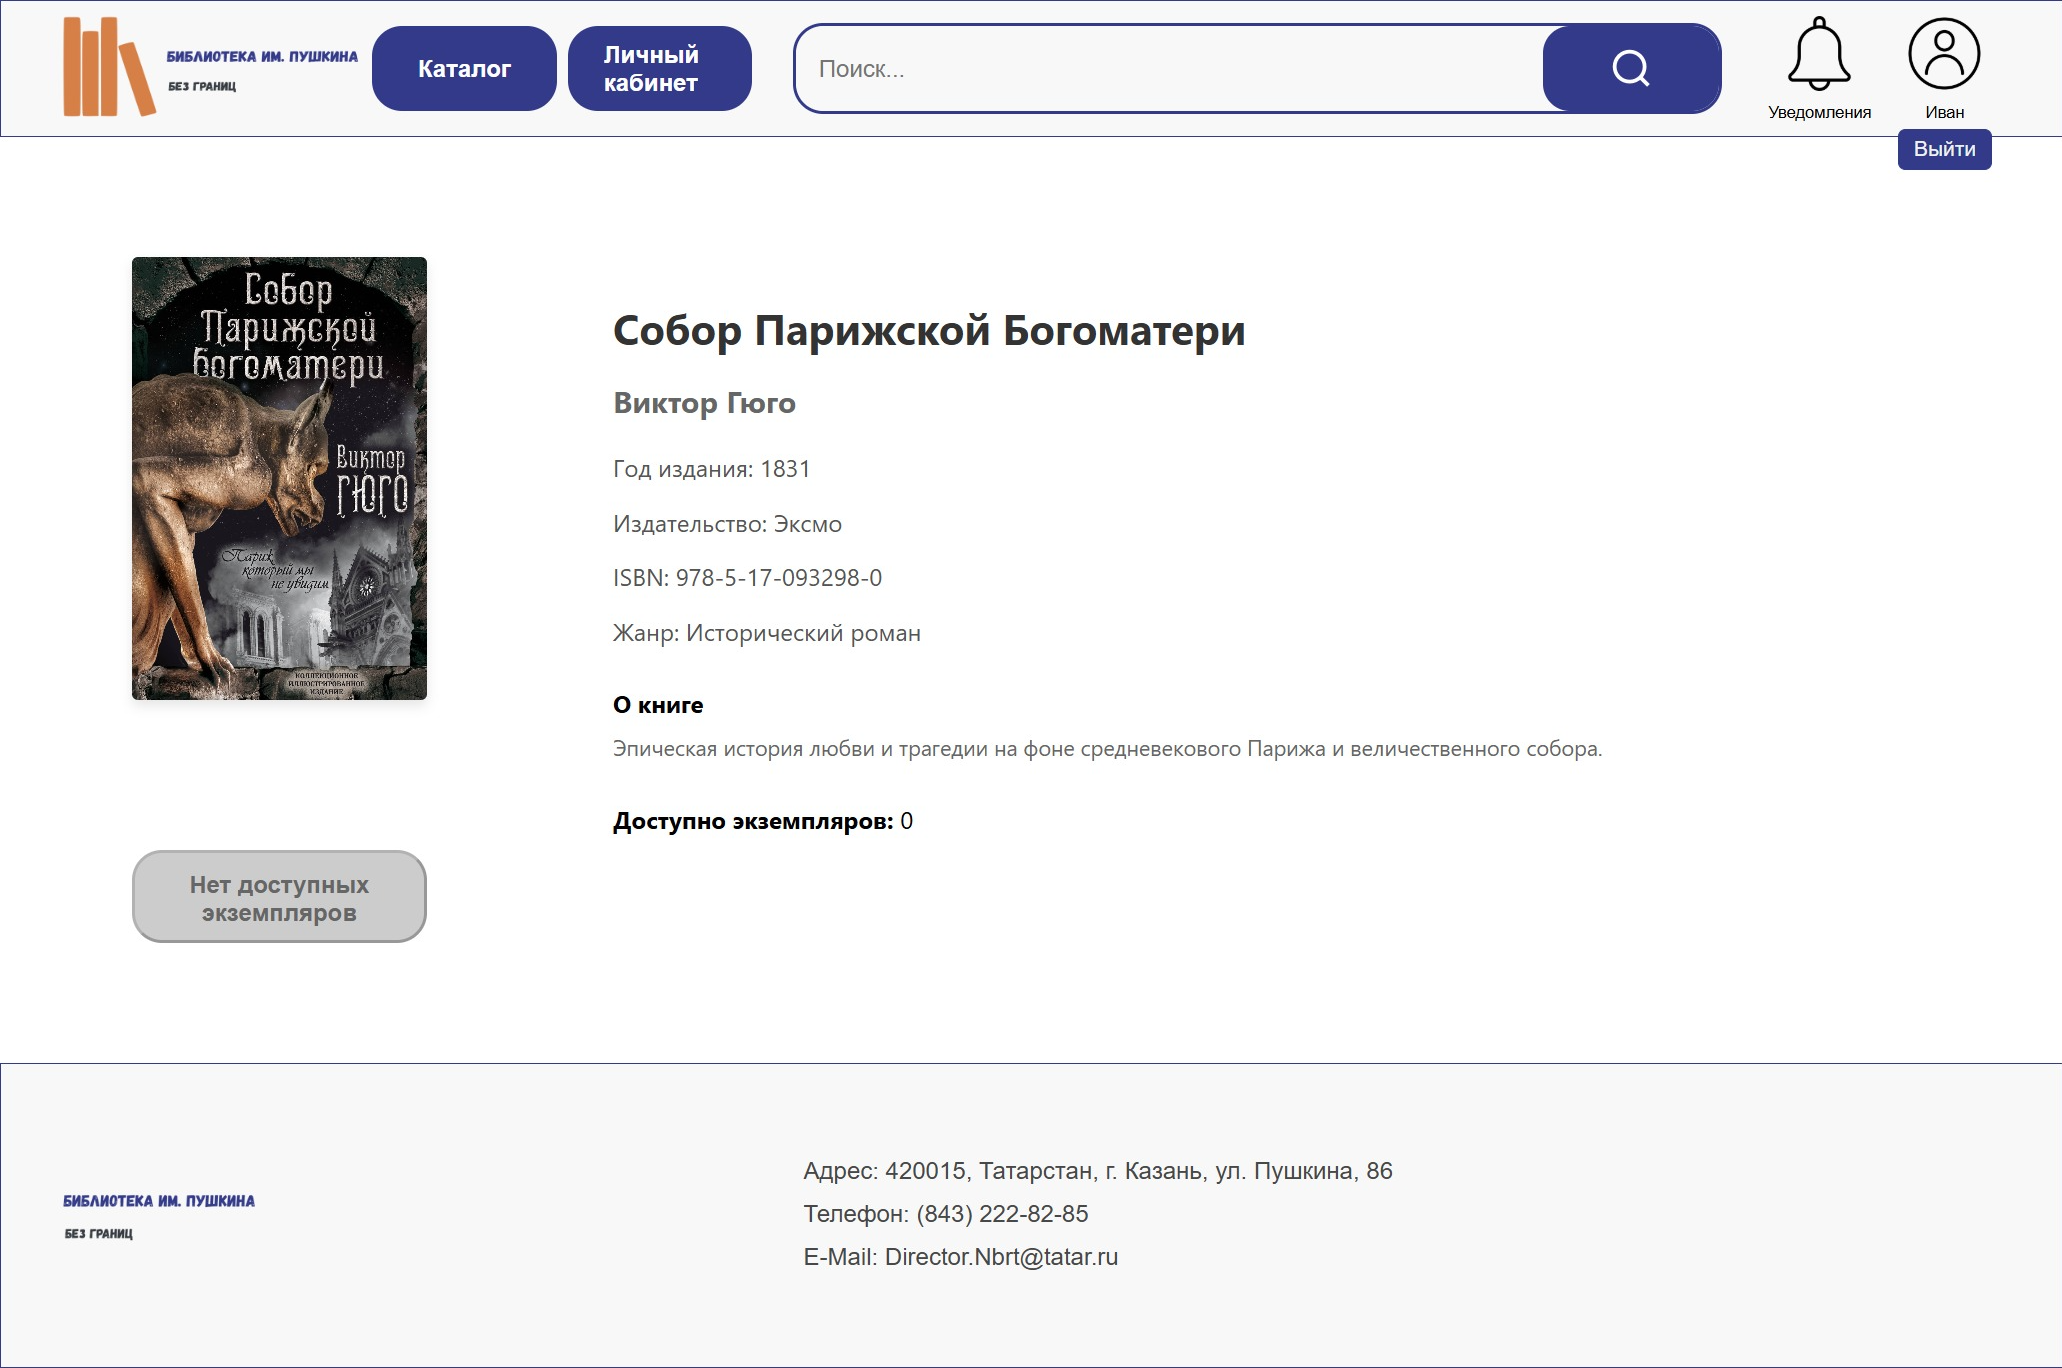 БИБЛИОТЕКА ИМ. ПУШКИНА
БЕЗ ГРАНИЦ
Каталог
Личный
кабинет
Поиск...
Уведомления
Иван
Выйти
Собор
Парижской
Богоматери
Виктор
ГЮГО
Париж,
который мы
не увидим
КОЛЛЕКЦИОННОЕ
ИЛЛЮСТРИРОВАННОЕ
ИЗДАНИЕ
Собор Парижской Богоматери
Виктор Гюго
Год издания: 1831
Издательство: Эксмо
ISBN: 978-5-17-093298-0
Жанр: Исторический роман
О книге
Эпическая история любви и трагедии на фоне средневекового Парижа и величественного собора.
Доступно экземпляров: 0
Нет доступных
экземпляров
БИБЛИОТЕКА ИМ. ПУШКИНА
БЕЗ ГРАНИЦ
Адрес: 420015, Татарстан, г. Казань, ул. Пушкина, 86
Телефон: (843) 222-82-85
E-Mail: Director.Nbrt@tatar.ru